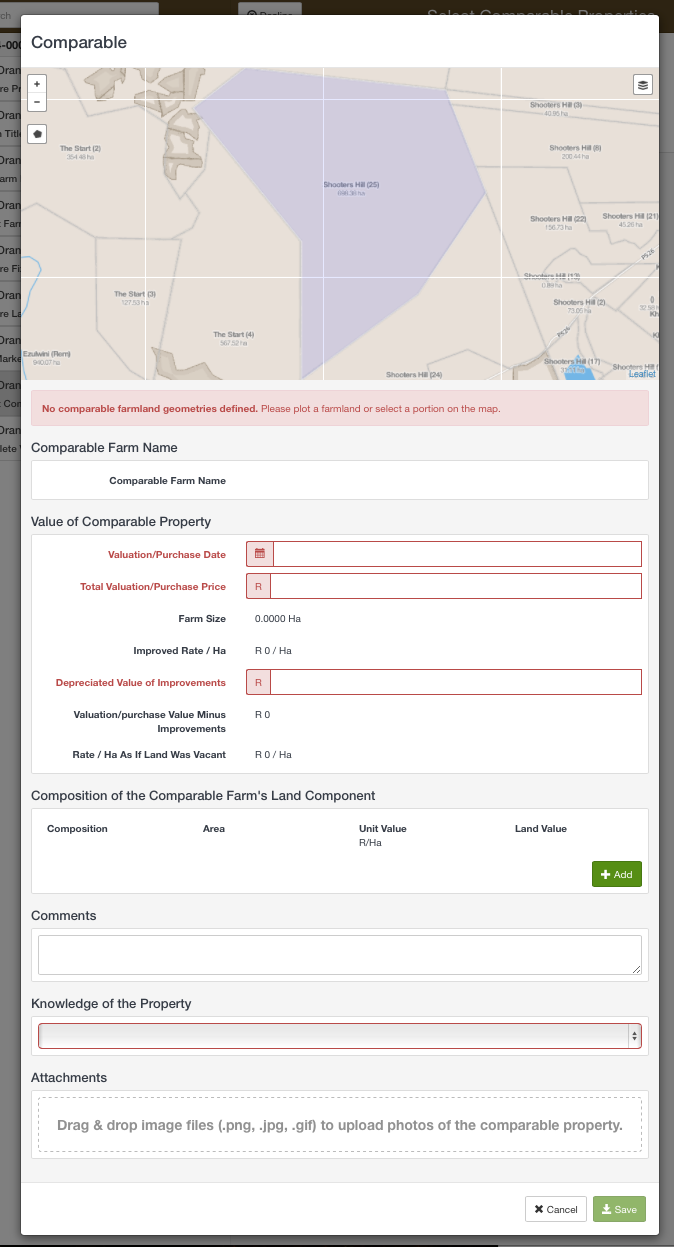 Select Comparable Properties
Decline
Comparable
+
−
Shooters Hill (3)
40.95 ha
The Start (2)
354.48 ha
Shooters Hill (8)
200.44 ha
Shooters Hill (25)
698.36 ha
Shooters Hill (22)
156.73 ha
Shooters Hill (21)
45.26 ha
P526
Shooters Hill (13)
0.89 ha
The Start (3)
127.53 ha
Shooters Hill (2)
73.05 ha
The Start (4)
567.52 ha
P526
Ezulwini (Rem)
940.07 ha
Shooters Hill (17)
Shooters Hill (24)
Leaflet
No comparable farmland geometries defined. Please plot a farmland or select a portion on the map.
Comparable Farm Name
Comparable Farm Name
Value of Comparable Property
Valuation/Purchase Date
Total Valuation/Purchase Price R
Farm Size 0.0000 Ha
Improved Rate / Ha R 0 / Ha
Depreciated Value of Improvements R
Valuation/purchase Value Minus R 0
Improvements
Rate / Ha As If Land Was Vacant R 0 / Ha
Composition of the Comparable Farm's Land Component
Composition Area Unit Value Land Value
R/Ha
Add
Comments
Knowledge of the Property
Attachments
Drag & drop image files (.png, .jpg, .gif) to upload photos of the comparable property.
Cancel Save